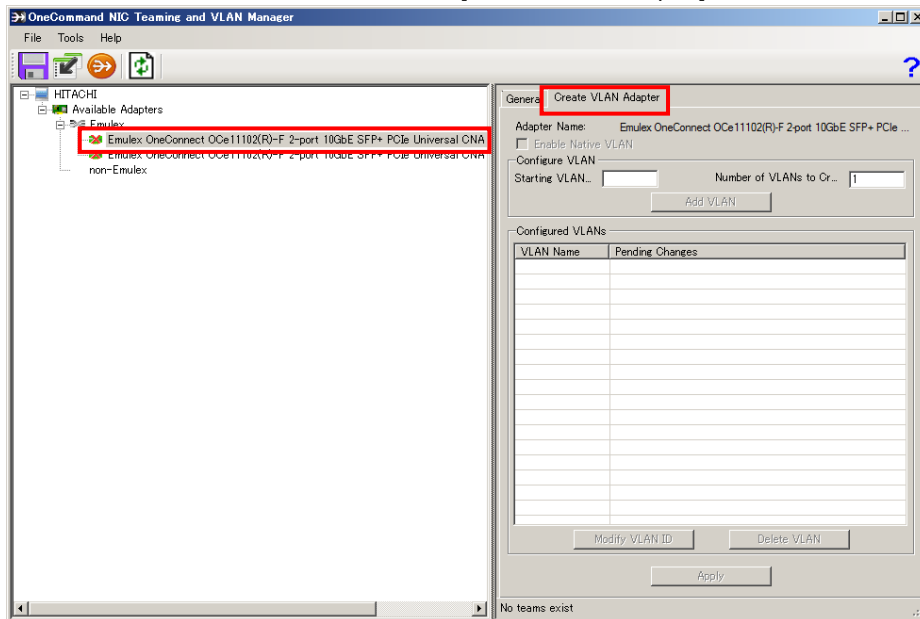 OneCommand NIC Teaming and VLAN Manager
File Tools Help
?
HITACHI
Available Adapters
Emulex
Emulex OneConnect OCe11102(R)-F 2-port 10GbE SFP+ PCIe Universal CNA
Emulex OneConnect OCe11102(R)-F 2-port 10GbE SFP+ PCIe Universal CNA
non-Emulex
Genera Create VLAN Adapter
Adapter Name: Emulex OneConnect OCe11102(R)-F 2-port 10GbE SFP+ PCIe ...
Enable Native VLAN
Configure VLAN
Starting VLAN... Number of VLANs to Cr... 1
Add VLAN
Configured VLANs
VLAN Name Pending Changes
Modify VLAN ID Delete VLAN
Apply
No teams exist